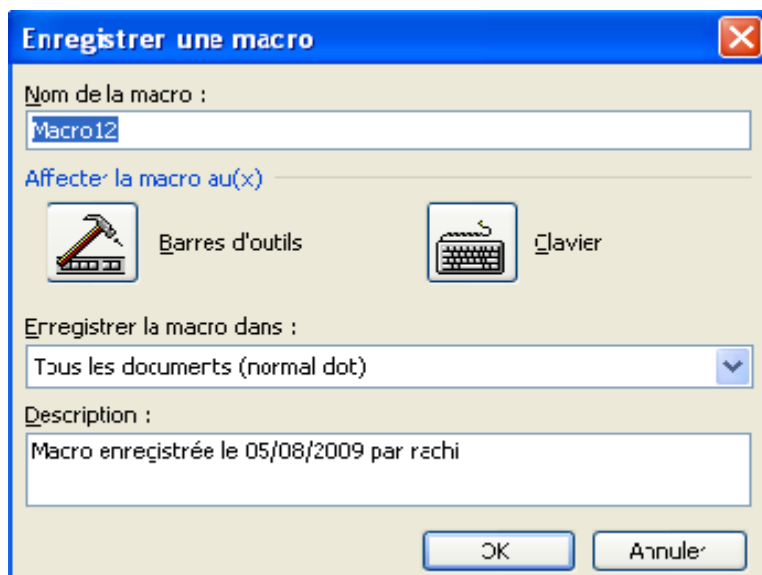 Enregistrer une macro
Nom de la macro :
Macro12
Affecter la macro au(x)
Barres d'outils
Clavier
Enregistrer la macro dans :
Tous les documents (normal dot)
Description :
Macro enregistrée le 05/08/2009 par rachi
OK
Annuler